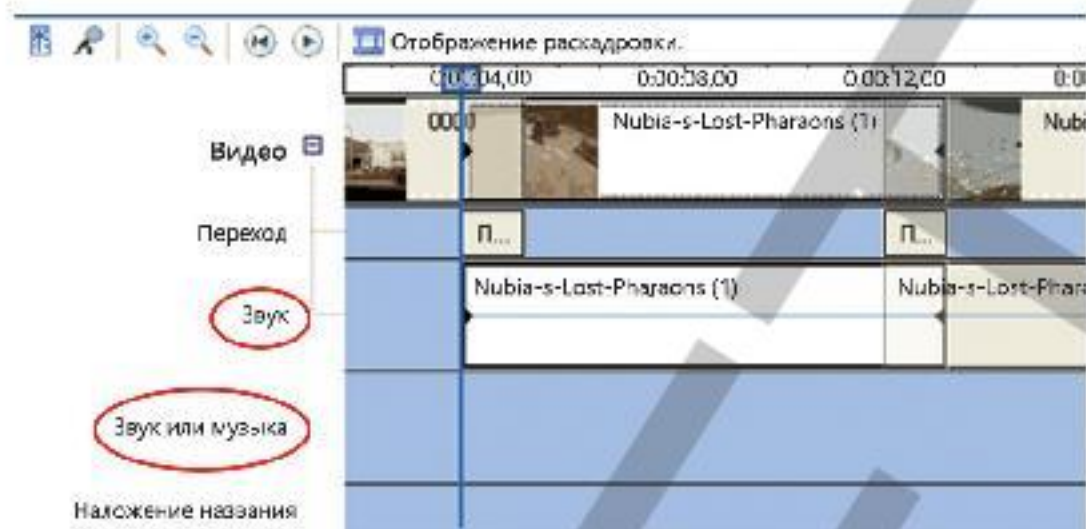 Отображение раскадровки.
0:00:04,00 0:00:08,00 0:00:12,00
Видео 0000 Nubia-s-Lost-Pharaons (1)
Переход П... П...
Звук Nubia-s-Lost-Pharaons (1)
Звук или музыка
Наложение названия